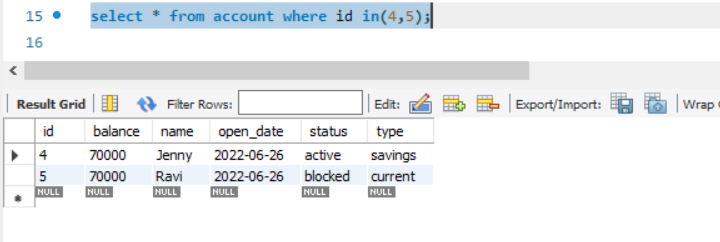 15 select * from account where id in(4,5);
16
Result Grid Filter Rows: Edit: Export/Import: Wrap
id balance name open_date status type
4 70000 Jenny 2022-06-26 active savings
5 70000 Ravi 2022-06-26 blocked current
NULL NULL NULL NULL NULL NULL